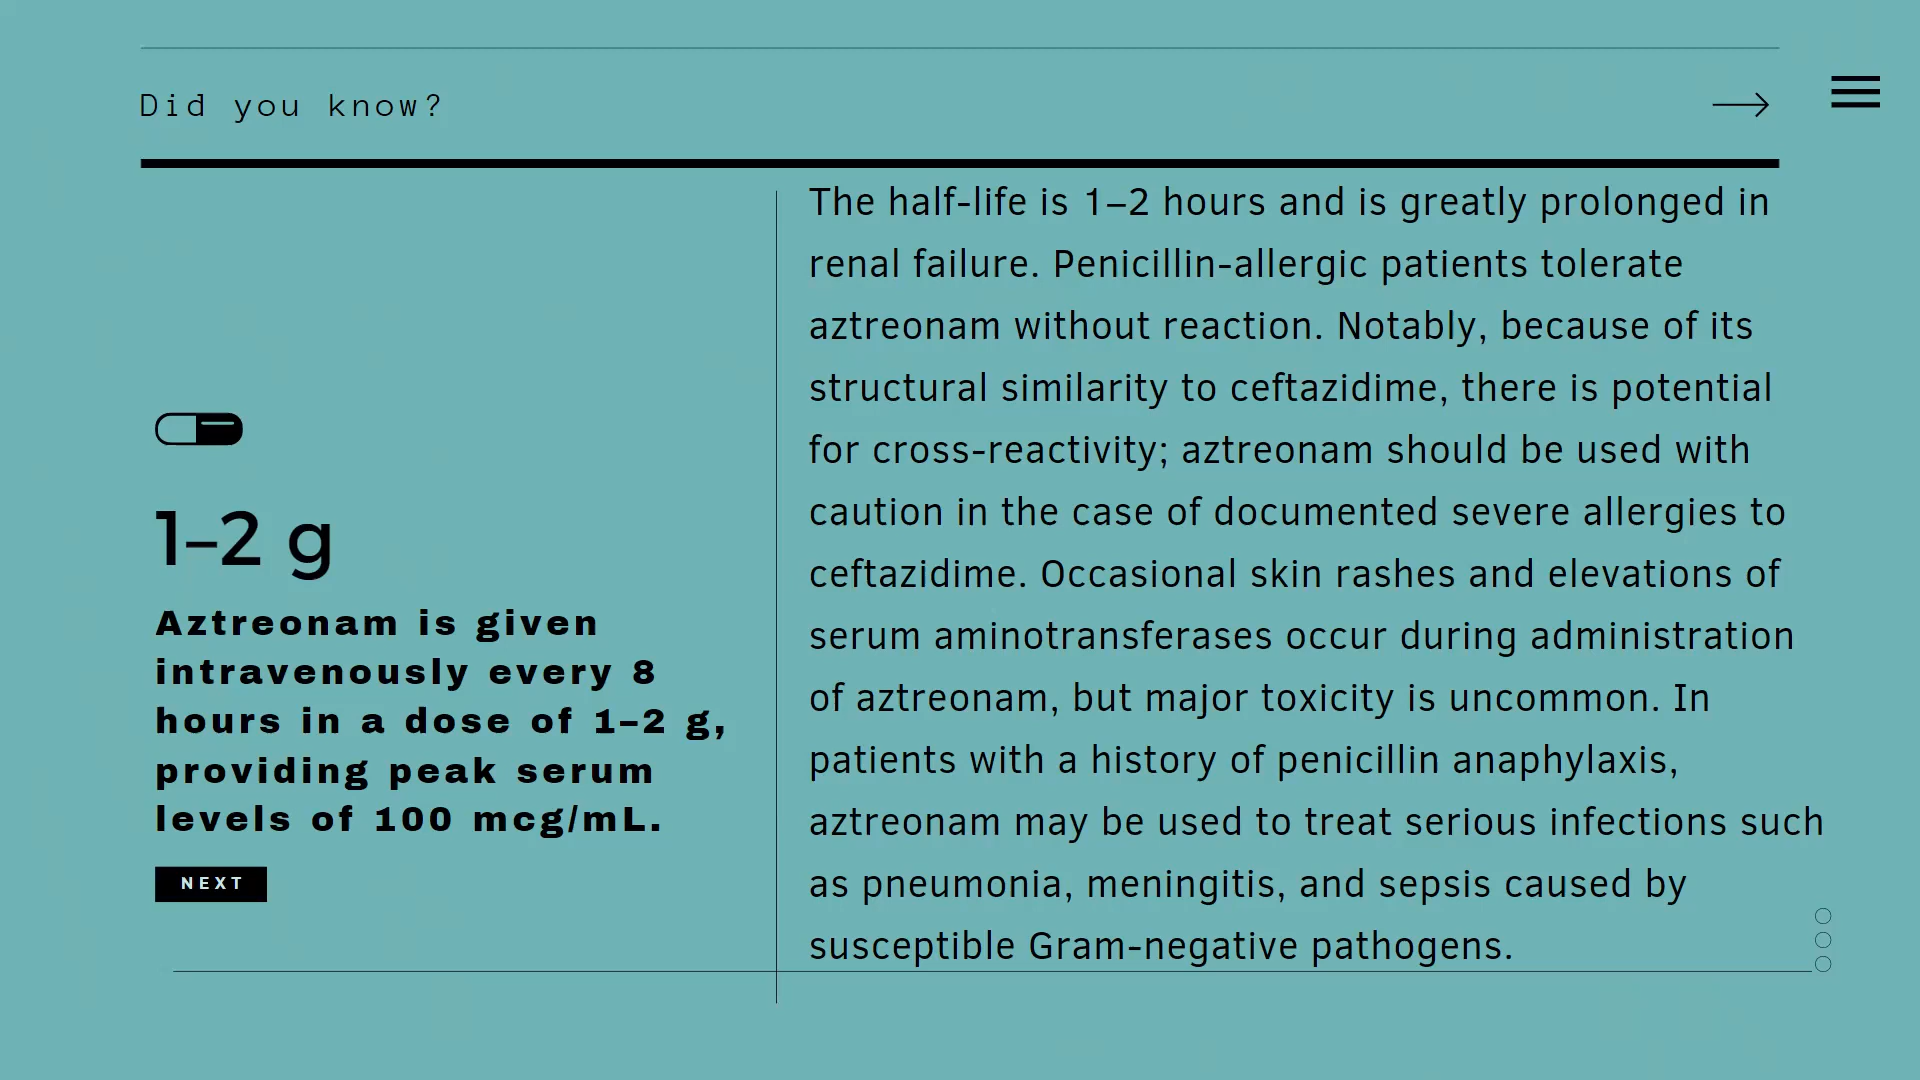 Did you know?
1–2 g
Aztreonam is given
intravenously every 8
hours in a dose of 1–2 g,
providing peak serum
levels of 100 mcg/mL.
NEXT
The half-life is 1–2 hours and is greatly prolonged in
renal failure. Penicillin-allergic patients tolerate
aztreonam without reaction. Notably, because of its
structural similarity to ceftazidime, there is potential
for cross-reactivity; aztreonam should be used with
caution in the case of documented severe allergies to
ceftazidime. Occasional skin rashes and elevations of
serum aminotransferases occur during administration
of aztreonam, but major toxicity is uncommon. In
patients with a history of penicillin anaphylaxis,
aztreonam may be used to treat serious infections such
as pneumonia, meningitis, and sepsis caused by
susceptible Gram-negative pathogens.